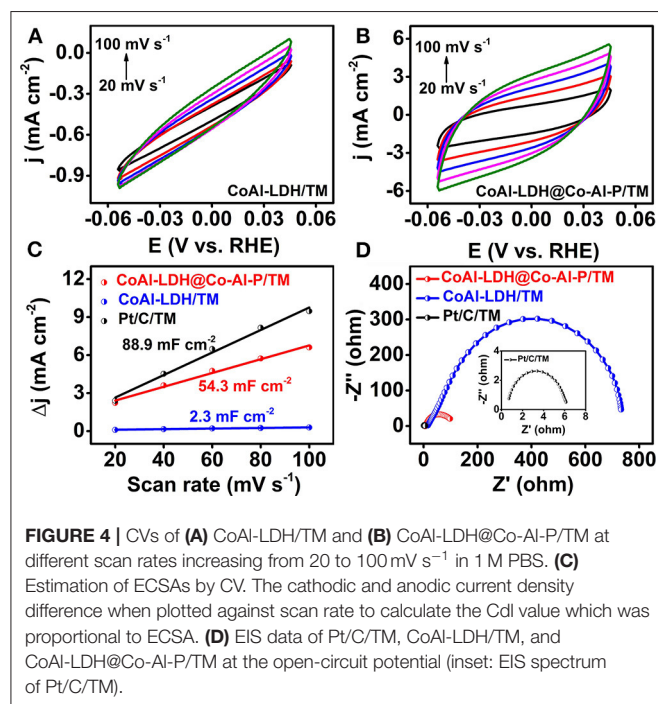 A
100 mV s⁻¹
20 mV s⁻¹
CoAl-LDH/TM
j (mA cm⁻²)
0.0
-0.3
-0.6
-0.9
-0.06 -0.03 0.00 0.03 0.06
E (V vs. RHE)
B
100 mV s⁻¹
20 mV s⁻¹
CoAl-LDH@Co-Al-P/TM
j (mA cm⁻²)
6
3
0
-3
-6
-0.06 -0.03 0.00 0.03 0.06
E (V vs. RHE)
C
CoAl-LDH@Co-Al-P/TM
CoAl-LDH/TM
Pt/C/TM
88.9 mF cm⁻²
54.3 mF cm⁻²
2.3 mF cm⁻²
Δj (mA cm⁻²)
12
9
6
3
0
20 40 60 80 100
Scan rate (mV s⁻¹)
D
CoAl-LDH@Co-Al-P/TM
CoAl-LDH/TM
Pt/C/TM
-Z'' (ohm)
500
400
300
200
100
0
0 200 400 600 800
Z' (ohm)
Pt/C/TM
-Z'' (ohm)
4
2
0
0 2 4 6 8
Z' (ohm)
FIGURE 4 | CVs of (A) CoAl-LDH/TM and (B) CoAl-LDH@Co-Al-P/TM at
different scan rates increasing from 20 to 100 mV s⁻¹ in 1 M PBS. (C)
Estimation of ECSAs by CV. The cathodic and anodic current density
difference when plotted against scan rate to calculate the Cdl value which was
proportional to ECSA. (D) EIS data of Pt/C/TM, CoAl-LDH/TM, and
CoAl-LDH@Co-Al-P/TM at the open-circuit potential (inset: EIS spectrum
of Pt/C/TM).